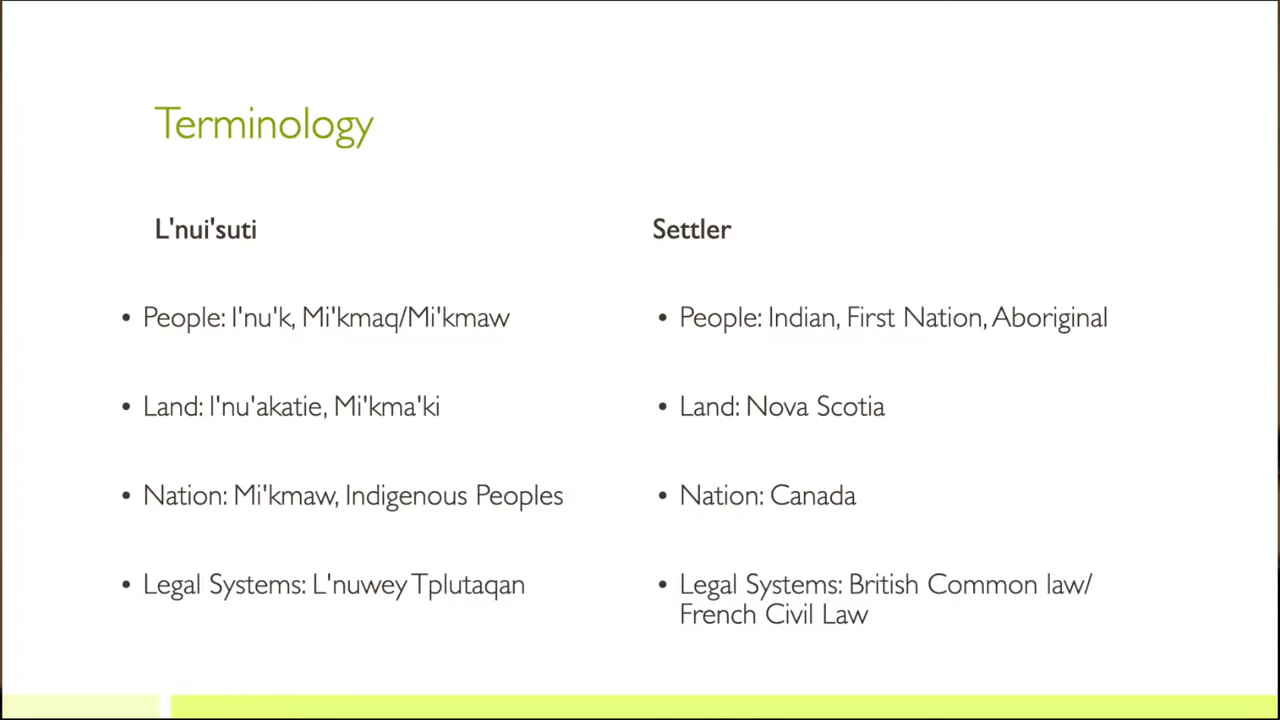 Terminology
L'nui'suti
• People: l'nu'k, Mi'kmaq/Mi'kmaw
• Land: l'nu'akatie, Mi'kma'ki
• Nation: Mi'kmaw, Indigenous Peoples
• Legal Systems: L'nuwey Tplutaqan
Settler
• People: Indian, First Nation, Aboriginal
• Land: Nova Scotia
• Nation: Canada
• Legal Systems: British Common law/
French Civil Law